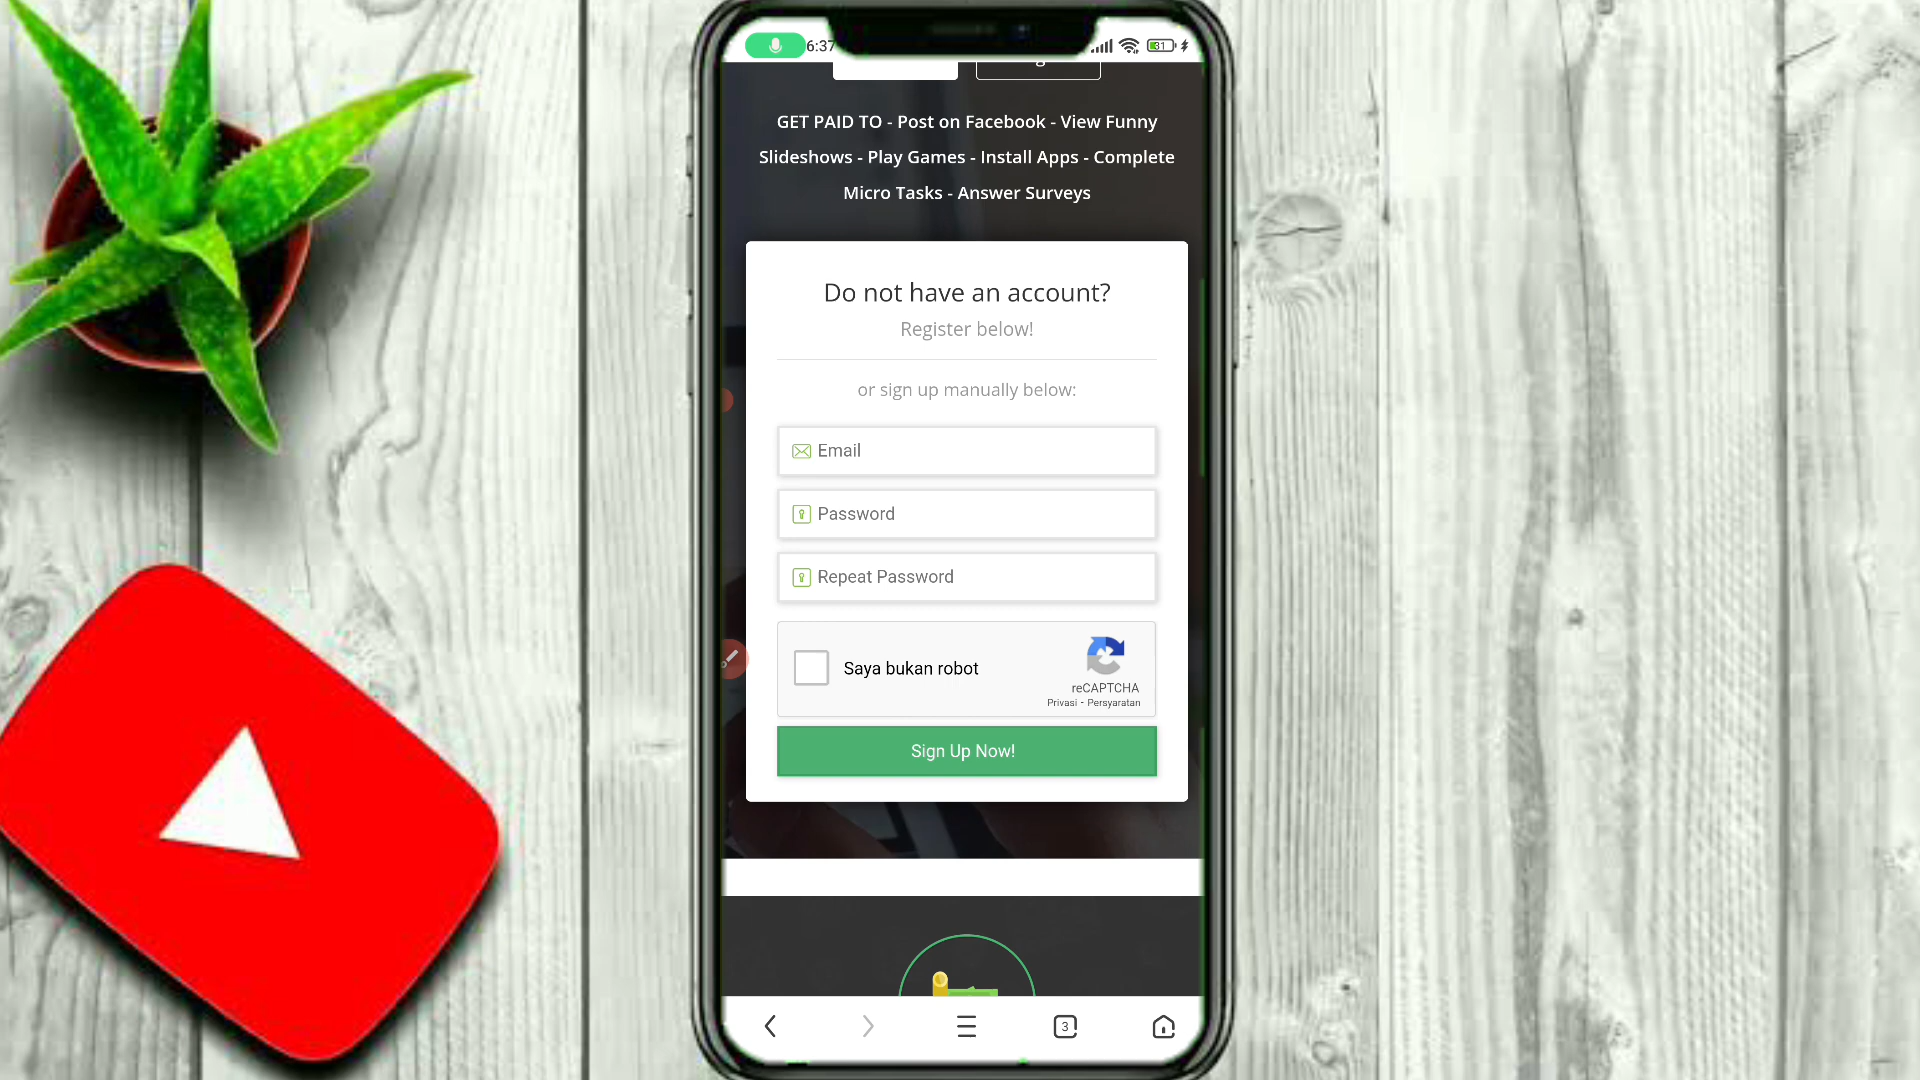 6:37
31
GET PAID TO - Post on Facebook - View Funny
Slideshows - Play Games - Install Apps - Complete
Micro Tasks - Answer Surveys
Do not have an account?
Register below!
or sign up manually below:
Email
Password
Repeat Password
Saya bukan robot
reCAPTCHA
Privasi - Persyaratan
Sign Up Now!
3